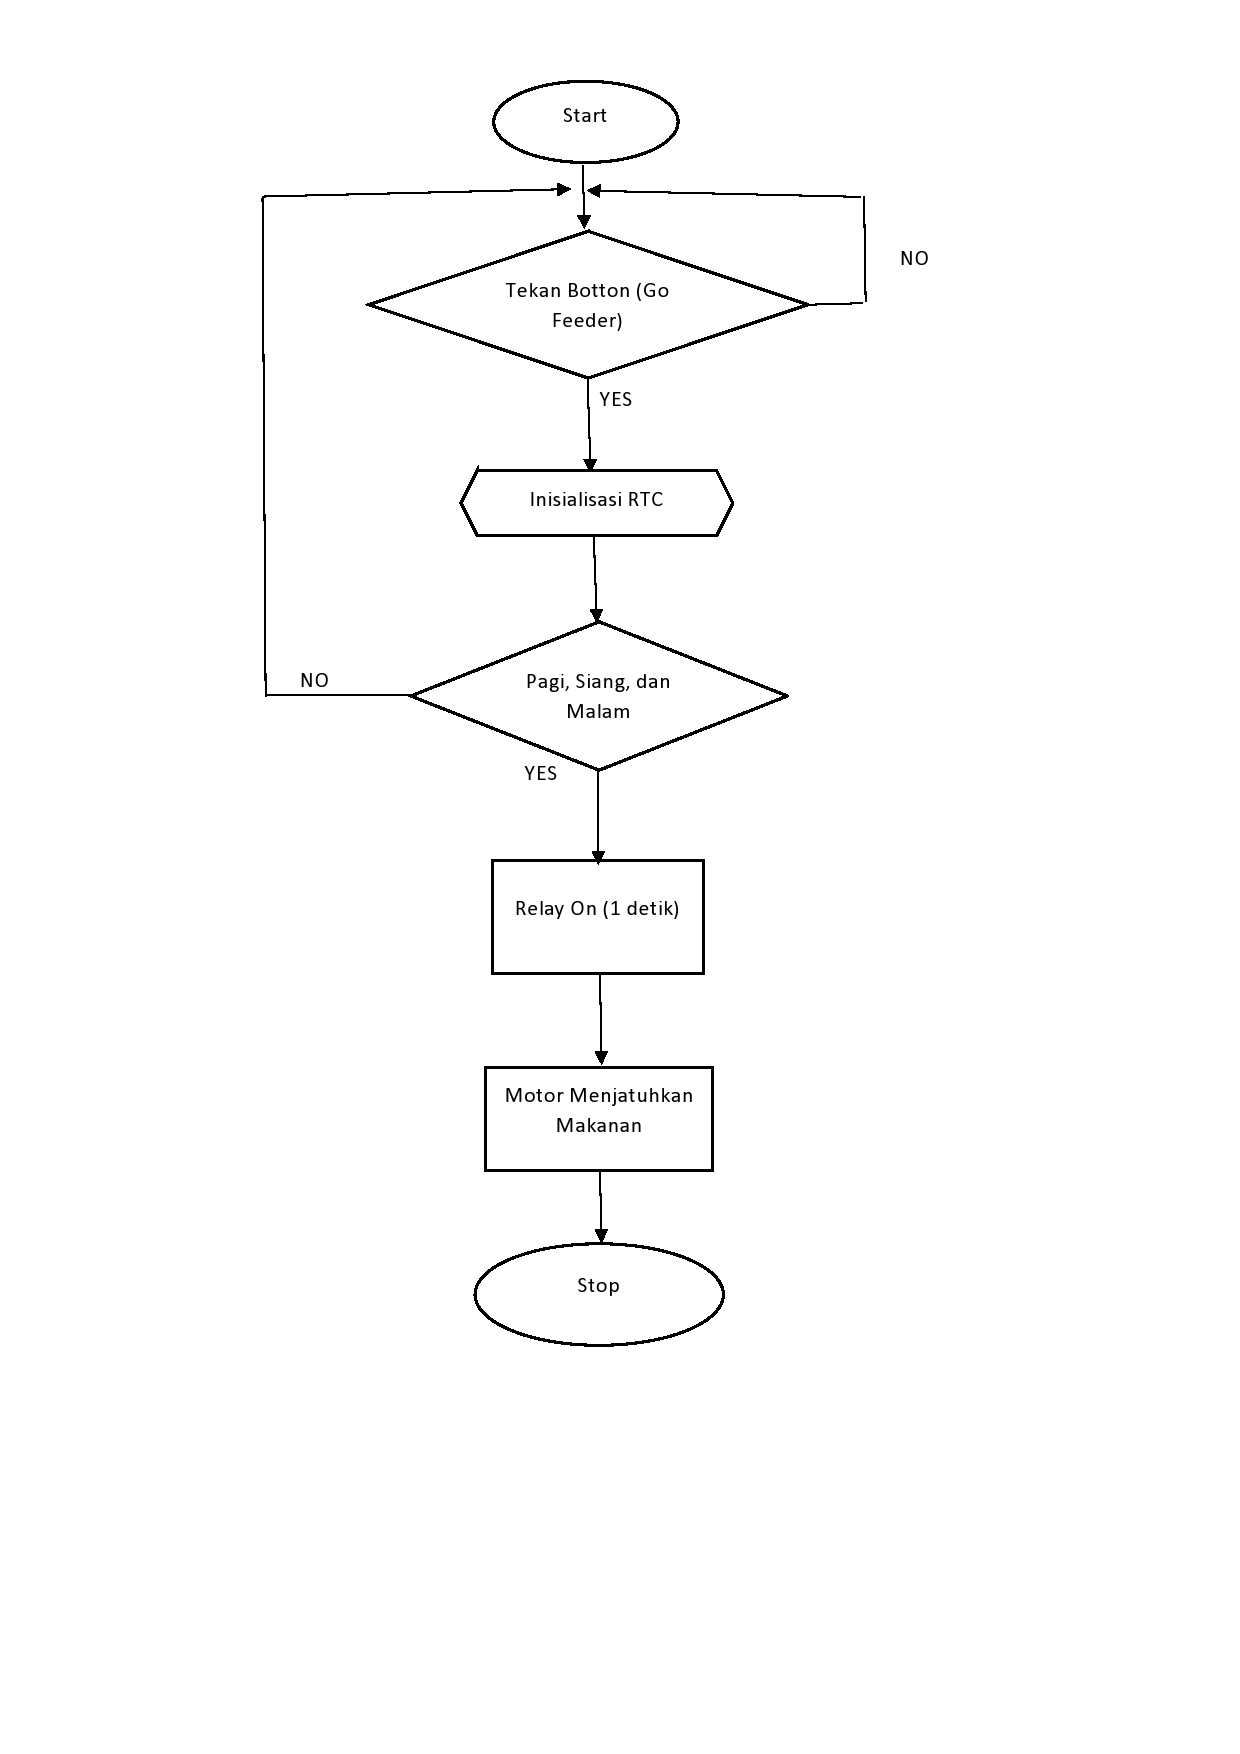 Start
NO
Tekan Botton (Go
Feeder)
YES
Inisialisasi RTC
NO
Pagi, Siang, dan
Malam
YES
Relay On (1 detik)
Motor Menjatuhkan
Makanan
Stop